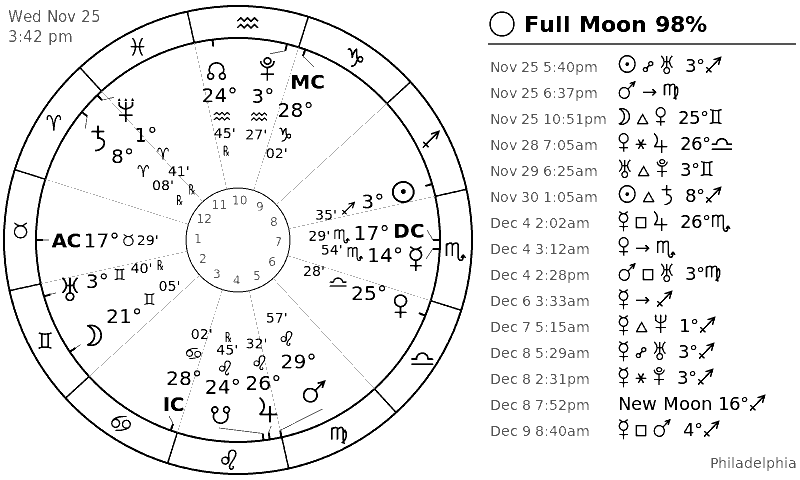 Wed Nov 25
3:42 pm
♒
♓
♑
♈
♐
♉
♏
♊
♎
♋
♍
♌
☊
24°
♒
45'
℞
♇
3°
♒
27'
MC
28°
♑
02'
♆
1°
♈
41'
℞
♄
8°
♈
08'
℞
☉
3°
♐
35'
AC 17° ♉ 29'
29' ♏ 17° DC
54' ♏ 14° ☿
28' ♎ 25° ♀
♅ 3° ♊ 40' ℞
☽ 21° ♊ 05'
IC
28°
♋
02'
☋
24°
♌
45'
℞
♃
26°
♌
32'
♂
29°
♌
57'
1
2
3
4
5
6
7
8
9
10
11
12
Full Moon 98%
Nov 25 5:40pm ☉ ☍ ♅ 3°♐
Nov 25 6:37pm ♂ → ♍
Nov 25 10:51pm ☽ △ ♀ 25°♊
Nov 28 7:05am ♀ ⚹ ♃ 26°♎
Nov 29 6:25am ♅ △ ♇ 3°♊
Nov 30 1:05am ☉ △ ♄ 8°♐
Dec 4 2:02am ☿ □ ♃ 26°♏
Dec 4 3:12am ♀ → ♏
Dec 4 2:28pm ♂ □ ♅ 3°♍
Dec 6 3:33am ☿ → ♐
Dec 7 5:15am ☿ △ ♆ 1°♐
Dec 8 5:29am ☿ ☍ ♅ 3°♐
Dec 8 2:31pm ☿ ⚹ ♇ 3°♐
Dec 8 7:52pm New Moon 16°♐
Dec 9 8:40am ☿ □ ♂ 4°♐
Philadelphia